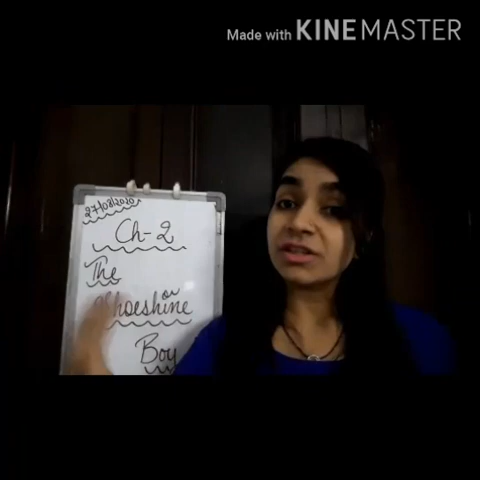 Made with KINEMASTER
27/08/2020
Ch-2
The
Shoeshine
Boy